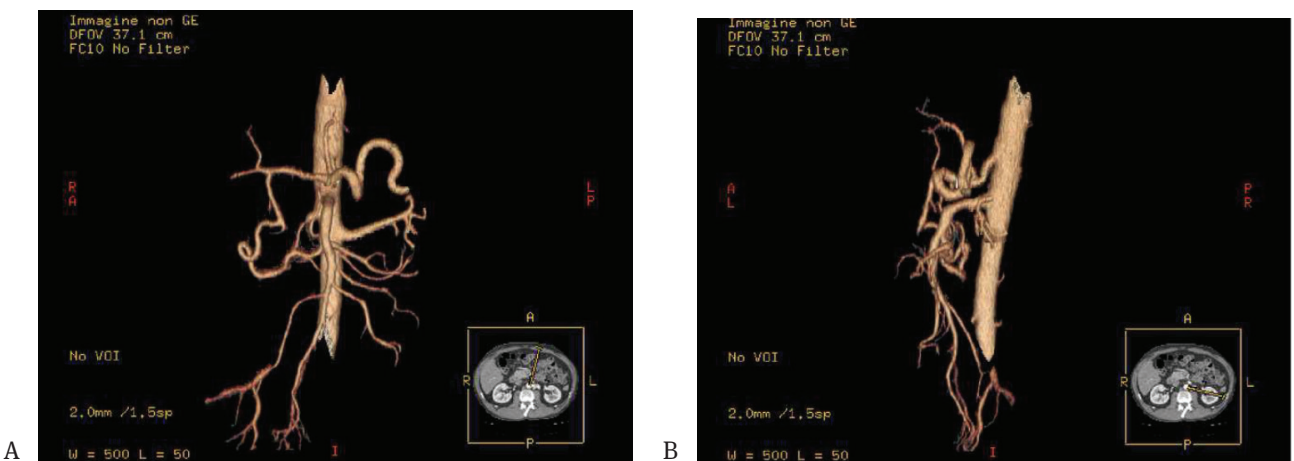 Immagine non GE
DFOV 37.1 cm
FC10 No Filter
R
A
L
P
A
R
L
P
No VOI
2.0mm /1.5sp
W = 500 L = 50
I
A
Immagine non GE
DFOV 37.1 cm
FC10 No Filter
A
L
P
R
A
R
L
P
No VOI
2.0mm /1.5sp
W = 500 L = 50
I
B